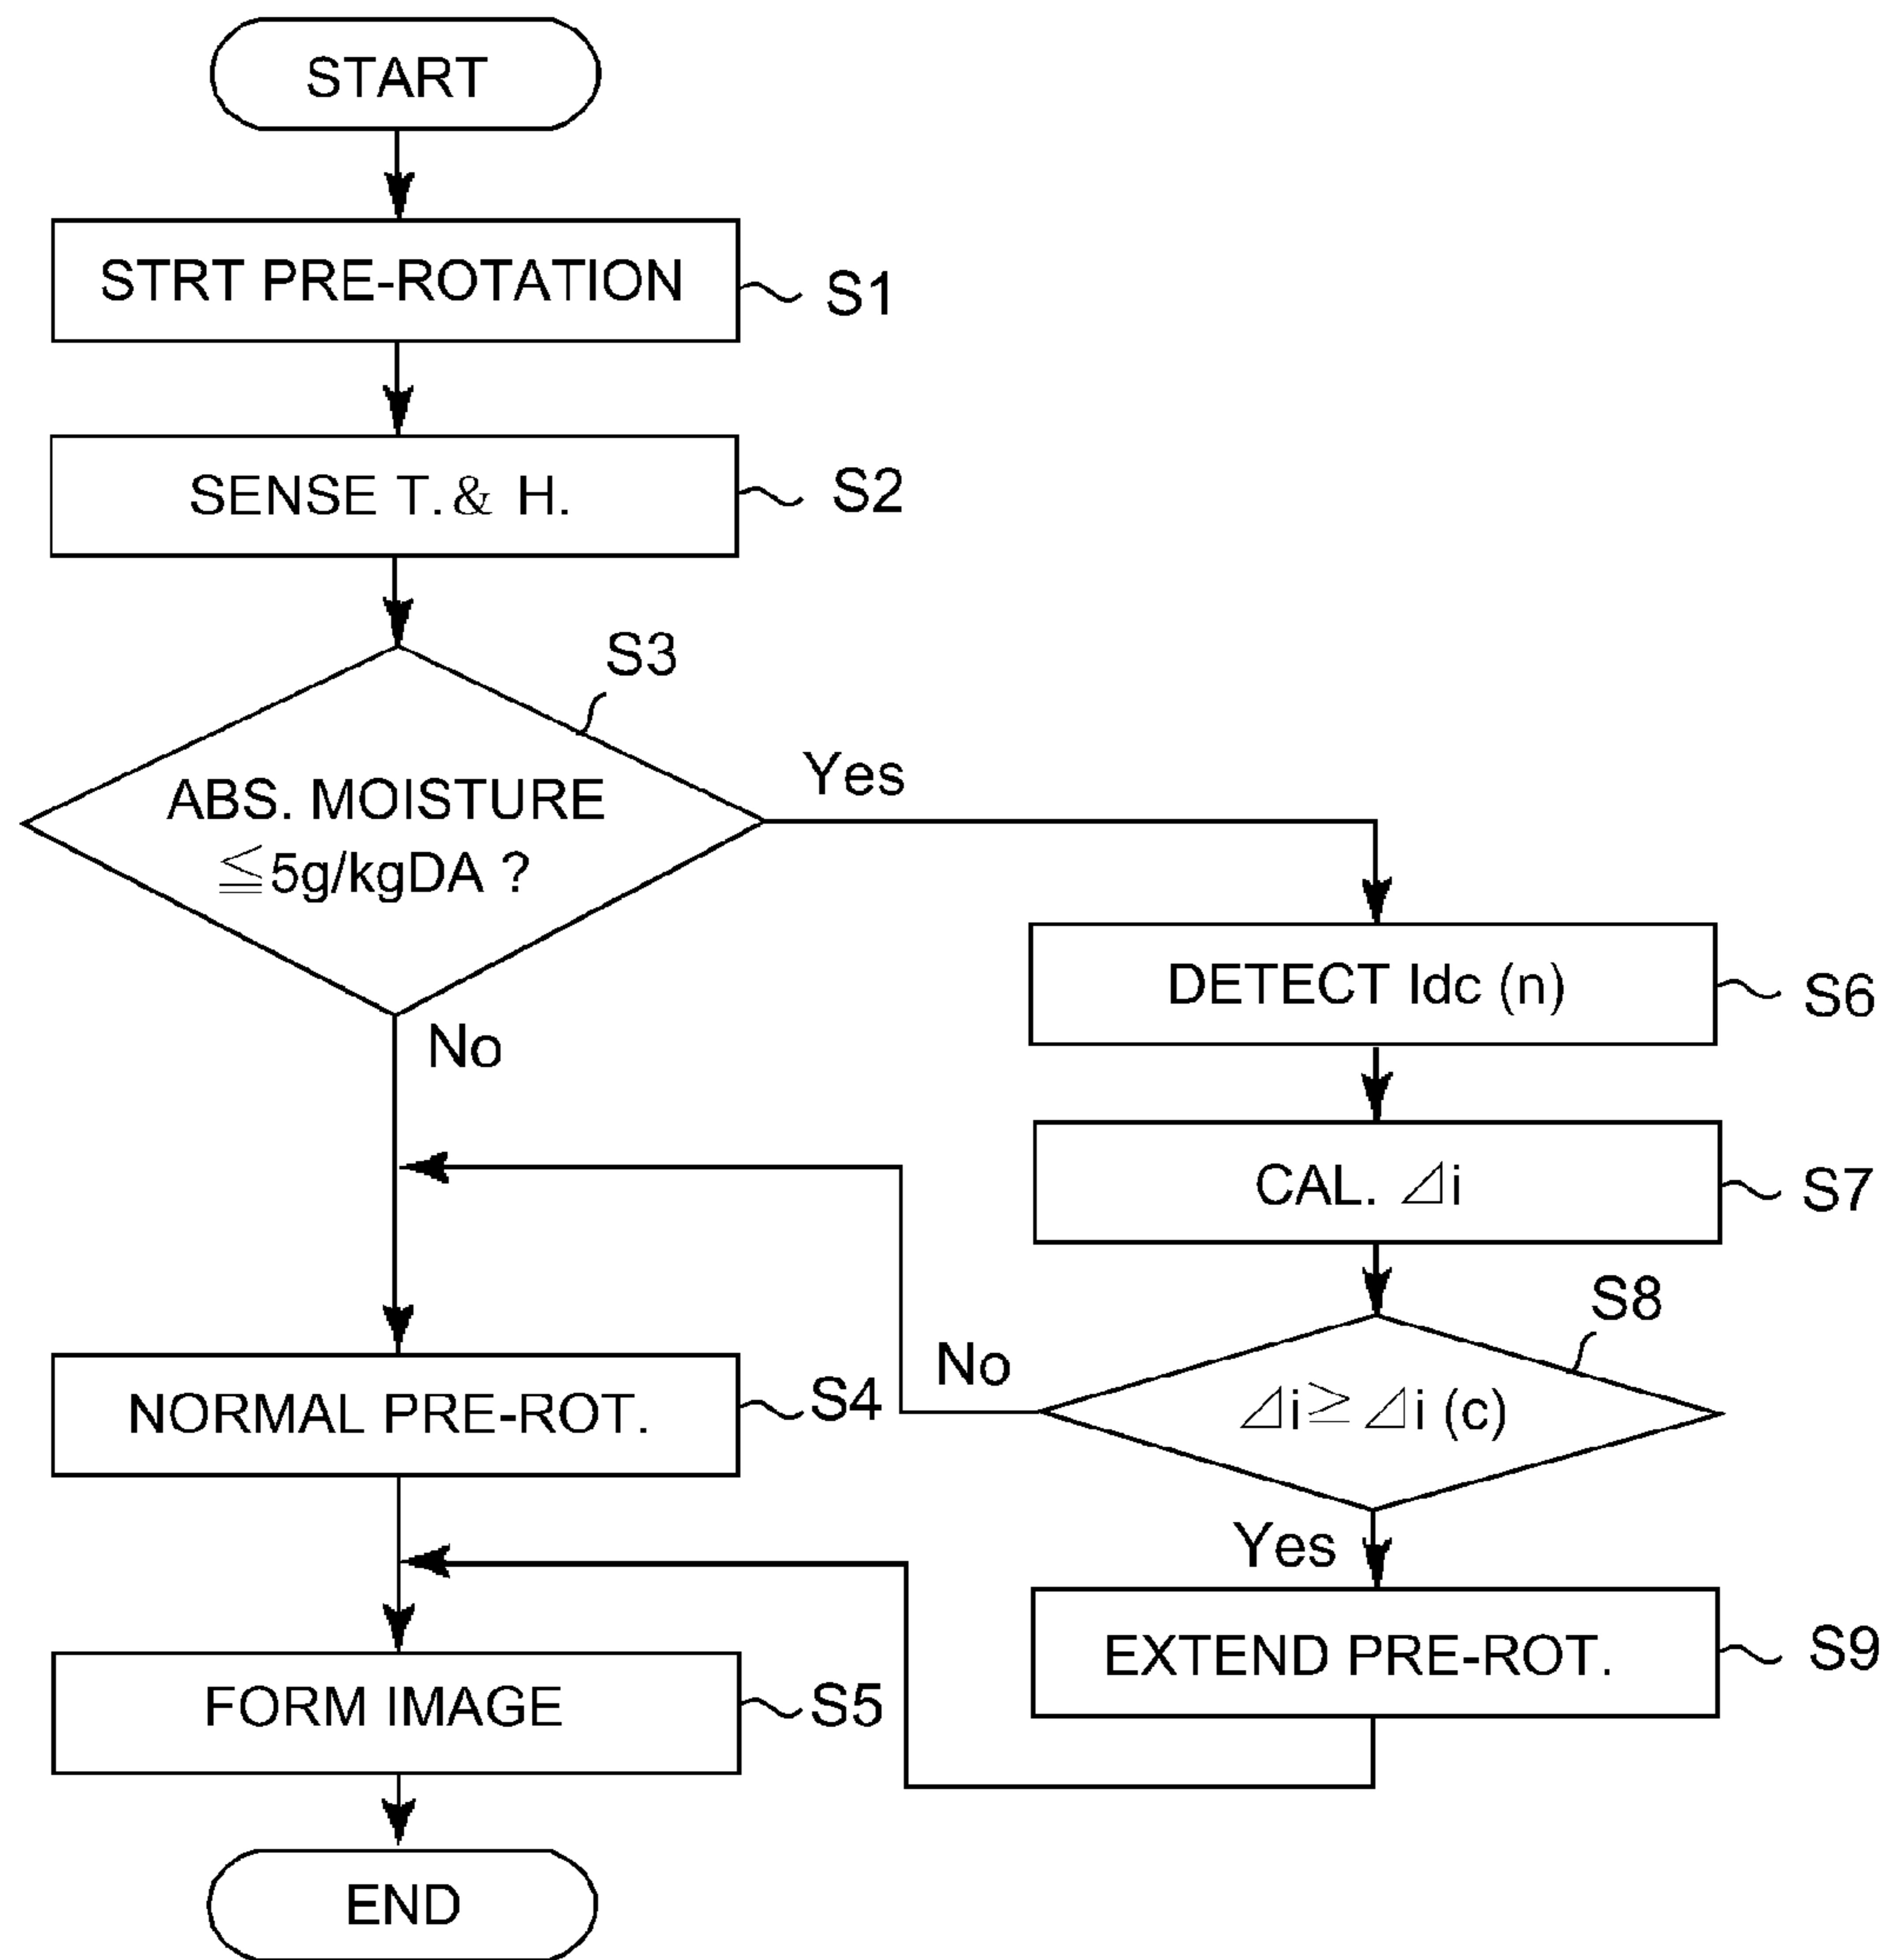 START
STRT PRE-ROTATION
S1
SENSE T. & H.
S2
S3
ABS. MOISTURE
≦5g/kgDA ?
Yes
No
DETECT Idc (n)
S6
CAL. ⊿i
S7
S8
⊿i≧⊿i (c)
No
Yes
NORMAL PRE-ROT.
S4
EXTEND PRE-ROT.
S9
FORM IMAGE
S5
END